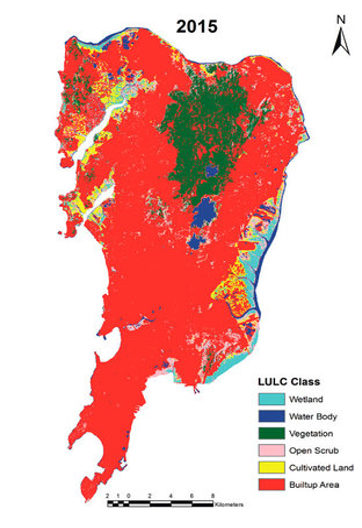 2015
N
LULC Class
Wetland
Water Body
Vegetation
Open Scrub
Cultivated Land
Builtup Area
2 1 0 2 4 6 8
Kilometers